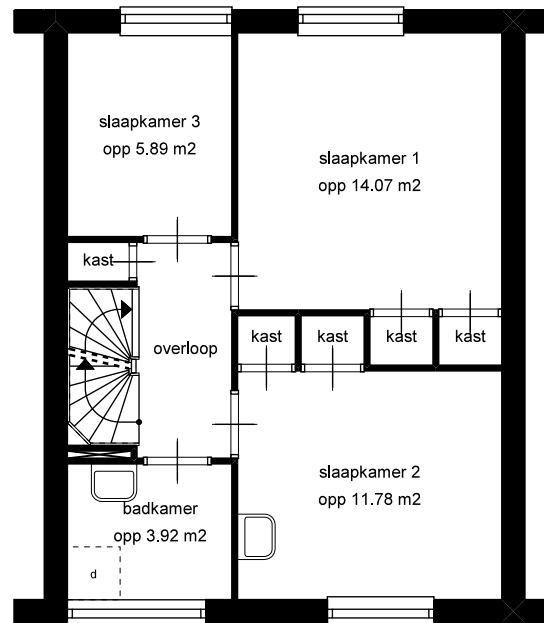 slaapkamer 3
opp 5.89 m2
slaapkamer 1
opp 14.07 m2
kast
overloop
kast
kast
kast
kast
slaapkamer 2
opp 11.78 m2
badkamer
opp 3.92 m2
d